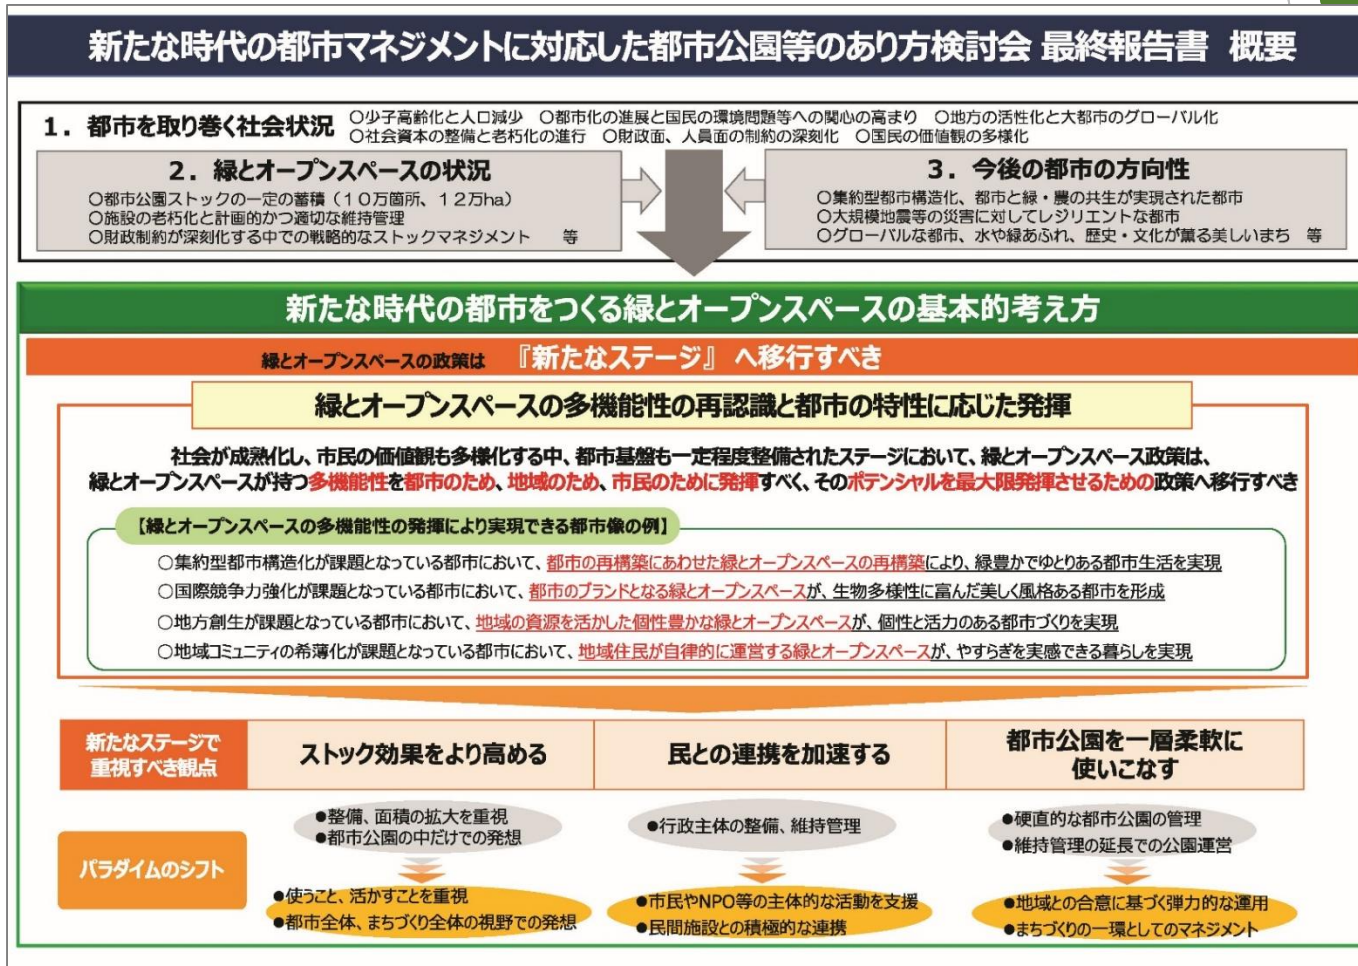 新たな時代の都市マネジメントに対応した都市公園等のあり方検討会 最終報告書 概要
1．都市を取り巻く社会状況
○少子高齢化と人口減少 ○都市化の進展と国民の環境問題等への関心の高まり ○地方の活性化と大都市のグローバル化
○社会資本の整備と老朽化の進行 ○財政面、人員面の制約の深刻化 ○国民の価値観の多様化
2．緑とオープンスペースの状況
○都市公園ストックの一定の蓄積（１０万箇所、１２万ha）
○施設の老朽化と計画的かつ適切な維持管理
○財政制約が深刻化する中での戦略的なストックマネジメント 等
3．今後の都市の方向性
○集約型都市構造化、都市と緑・農の共生が実現された都市
○大規模地震等の災害に対してレジリエントな都市
○グローバルな都市、水や緑あふれ、歴史・文化が薫る美しいまち 等
新たな時代の都市をつくる緑とオープンスペースの基本的考え方
緑とオープンスペースの政策は 『新たなステージ』 へ移行すべき
緑とオープンスペースの多機能性の再認識と都市の特性に応じた発揮
社会が成熟化し、市民の価値観も多様化する中、都市基盤も一定程度整備されたステージにおいて、緑とオープンスペース政策は、
緑とオープンスペースが持つ多機能性を都市のため、地域のため、市民のために発揮すべく、そのポテンシャルを最大限発揮させるための政策へ移行すべき
【緑とオープンスペースの多機能性の発揮により実現できる都市像の例】
○集約型都市構造化が課題となっている都市において、都市の再構築にあわせた緑とオープンスペースの再構築により、緑豊かでゆとりある都市生活を実現
○国際競争力強化が課題となっている都市において、都市のブランドとなる緑とオープンスペースが、生物多様性に富んだ美しく風格ある都市を形成
○地方創生が課題となっている都市において、地域の資源を活かした個性豊かな緑とオープンスペースが、個性と活力のある都市づくりを実現
○地域コミュニティの希薄化が課題となっている都市において、地域住民が自律的に運営する緑とオープンスペースが、やすらぎを実感できる暮らしを実現
新たなステージで
重視すべき観点
ストック効果をより高める
民との連携を加速する
都市公園を一層柔軟に
使いこなす
パラダイムのシフト
●整備、面積の拡大を重視
●都市公園の中だけでの発想
●使うこと、活かすことを重視
●都市全体、まちづくり全体の視野での発想
●行政主体の整備、維持管理
●市民やNPO等の主体的な活動を支援
●民間施設との積極的な連携
●硬直的な都市公園の管理
●維持管理の延長での公園運営
●地域との合意に基づく弾力的な運用
●まちづくりの一環としてのマネジメント